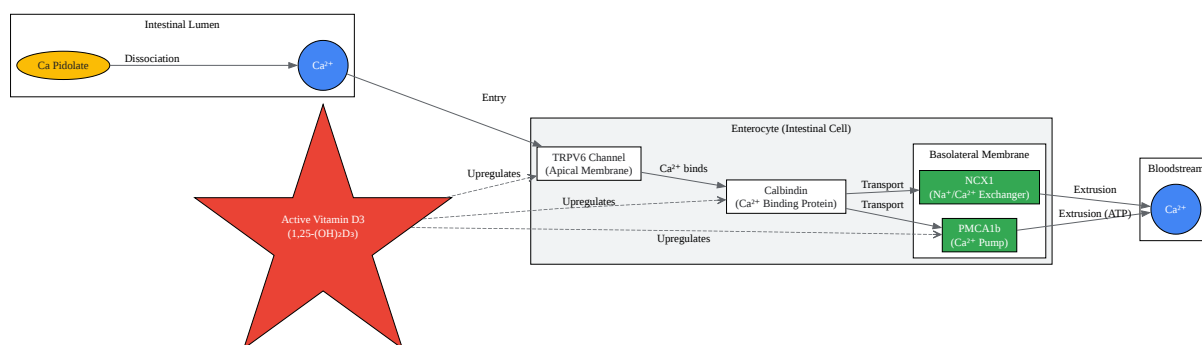 Intestinal Lumen
Ca Pidolate
Dissociation
Ca²⁺
Entry
Enterocyte (Intestinal Cell)
TRPV6 Channel
(Apical Membrane)
Ca²⁺ binds
Calbindin
(Ca²⁺ Binding Protein)
Transport
Transport
Basolateral Membrane
NCX1
(Na⁺/Ca²⁺ Exchanger)
PMCA1b
(Ca²⁺ Pump)
Extrusion
Extrusion (ATP)
Bloodstream
Ca²⁺
Upregulates
Upregulates
Upregulates
Active Vitamin D3
(1,25-(OH)₂D₃)